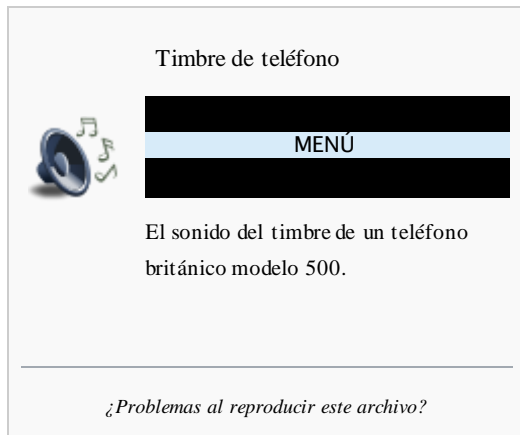 Timbre de teléfono
MENÚ
El sonido del timbre de un teléfono
británico modelo 500.
¿Problemas al reproducir este archivo?